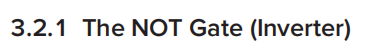 3.2.1 The NOT Gate (Inverter)